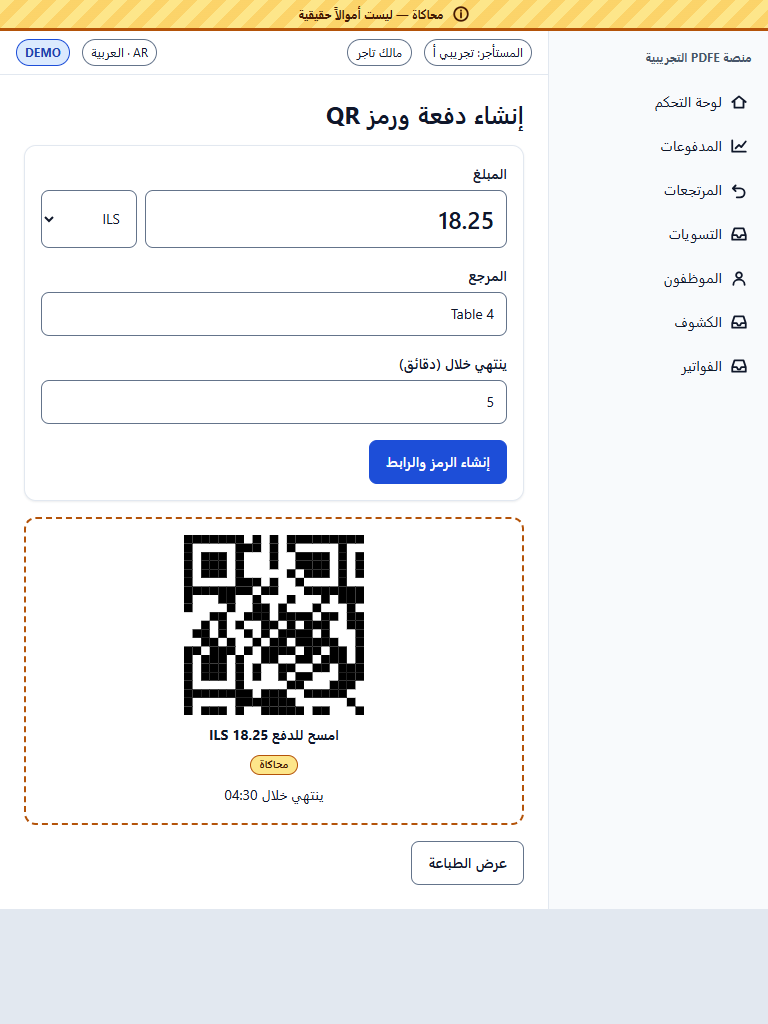 محاكاة — ليست أموالاً حقيقية
منصة PDFE التجريبية
لوحة التحكم
المدفوعات
المرتجعات
التسويات
الموظفون
الكشوف
الفواتير
المستأجر: تجريبي أ
مالك تاجر
AR · العربية
DEMO
إنشاء دفعة ورمز QR
المبلغ
18.25
ILS
المرجع
Table 4
ينتهي خلال (دقائق)
5
إنشاء الرمز والرابط
امسح للدفع ILS 18.25
محاكاة
ينتهي خلال 04:30
عرض الطباعة